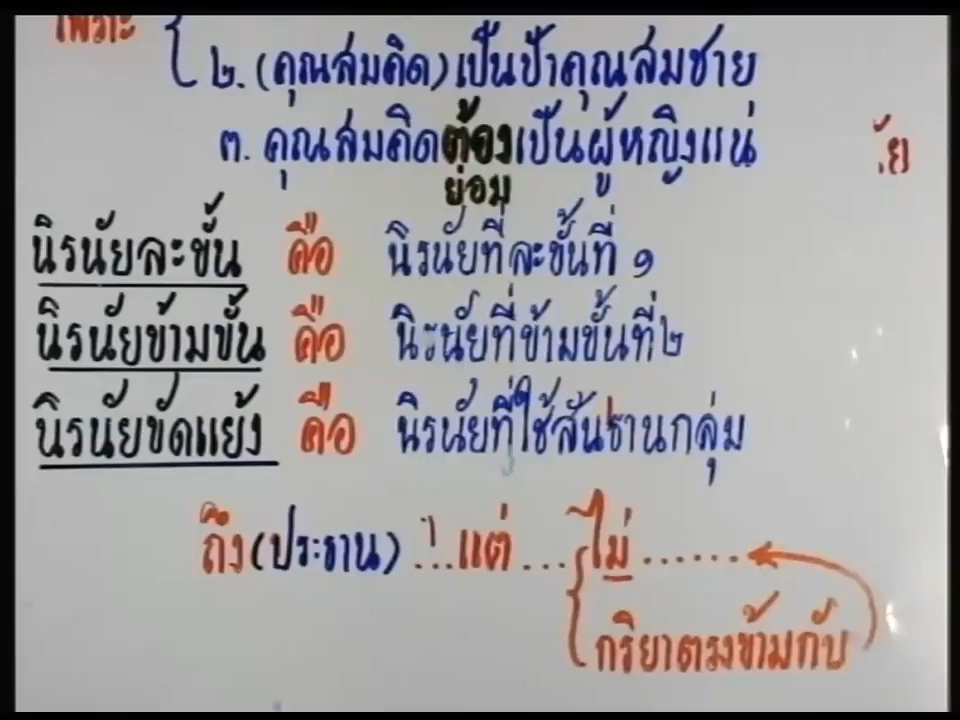 เพราะ
๒. (คุณสมคิด) เป็นป้าคุณสมชาย
๓. คุณสมคิดต้องเป็นผู้หญิงแน่
ย่อม
นิรนัยละขั้น คือ นิรนัยที่ละขั้นที่ ๑
นิรนัยข้ามขั้น คือ นิรนัยที่ข้ามขั้นที่ ๒
นิรนัยขัดแย้ง คือ นิรนัยที่ใช้สันธานกลุ่ม
ถึง (ประธาน) ... แต่ ... ไม่ ......
กริยาตรงข้ามกับ